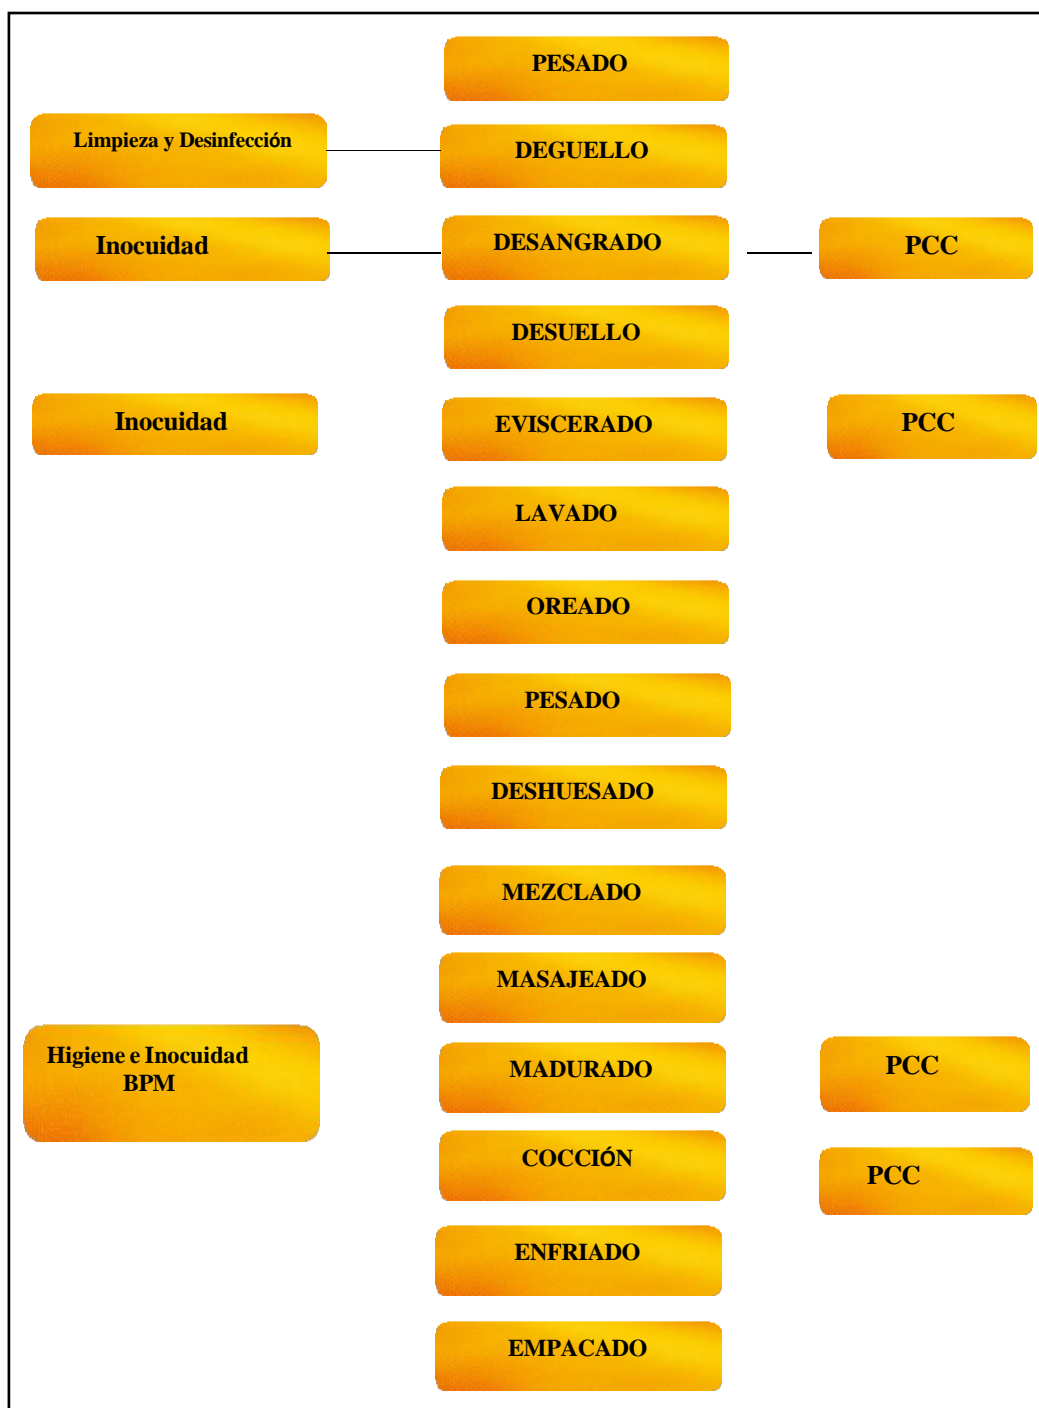 PESADO
Limpieza y Desinfección
DEGUELLO
Inocuidad
DESANGRADO
PCC
DESUELLO
Inocuidad
EVISCERADO
PCC
LAVADO
OREADO
PESADO
DESHUESADO
MEZCLADO
MASAJEADO
Higiene e Inocuidad
BPM
MADURADO
PCC
COCCIÓN
PCC
ENFRIADO
EMPACADO